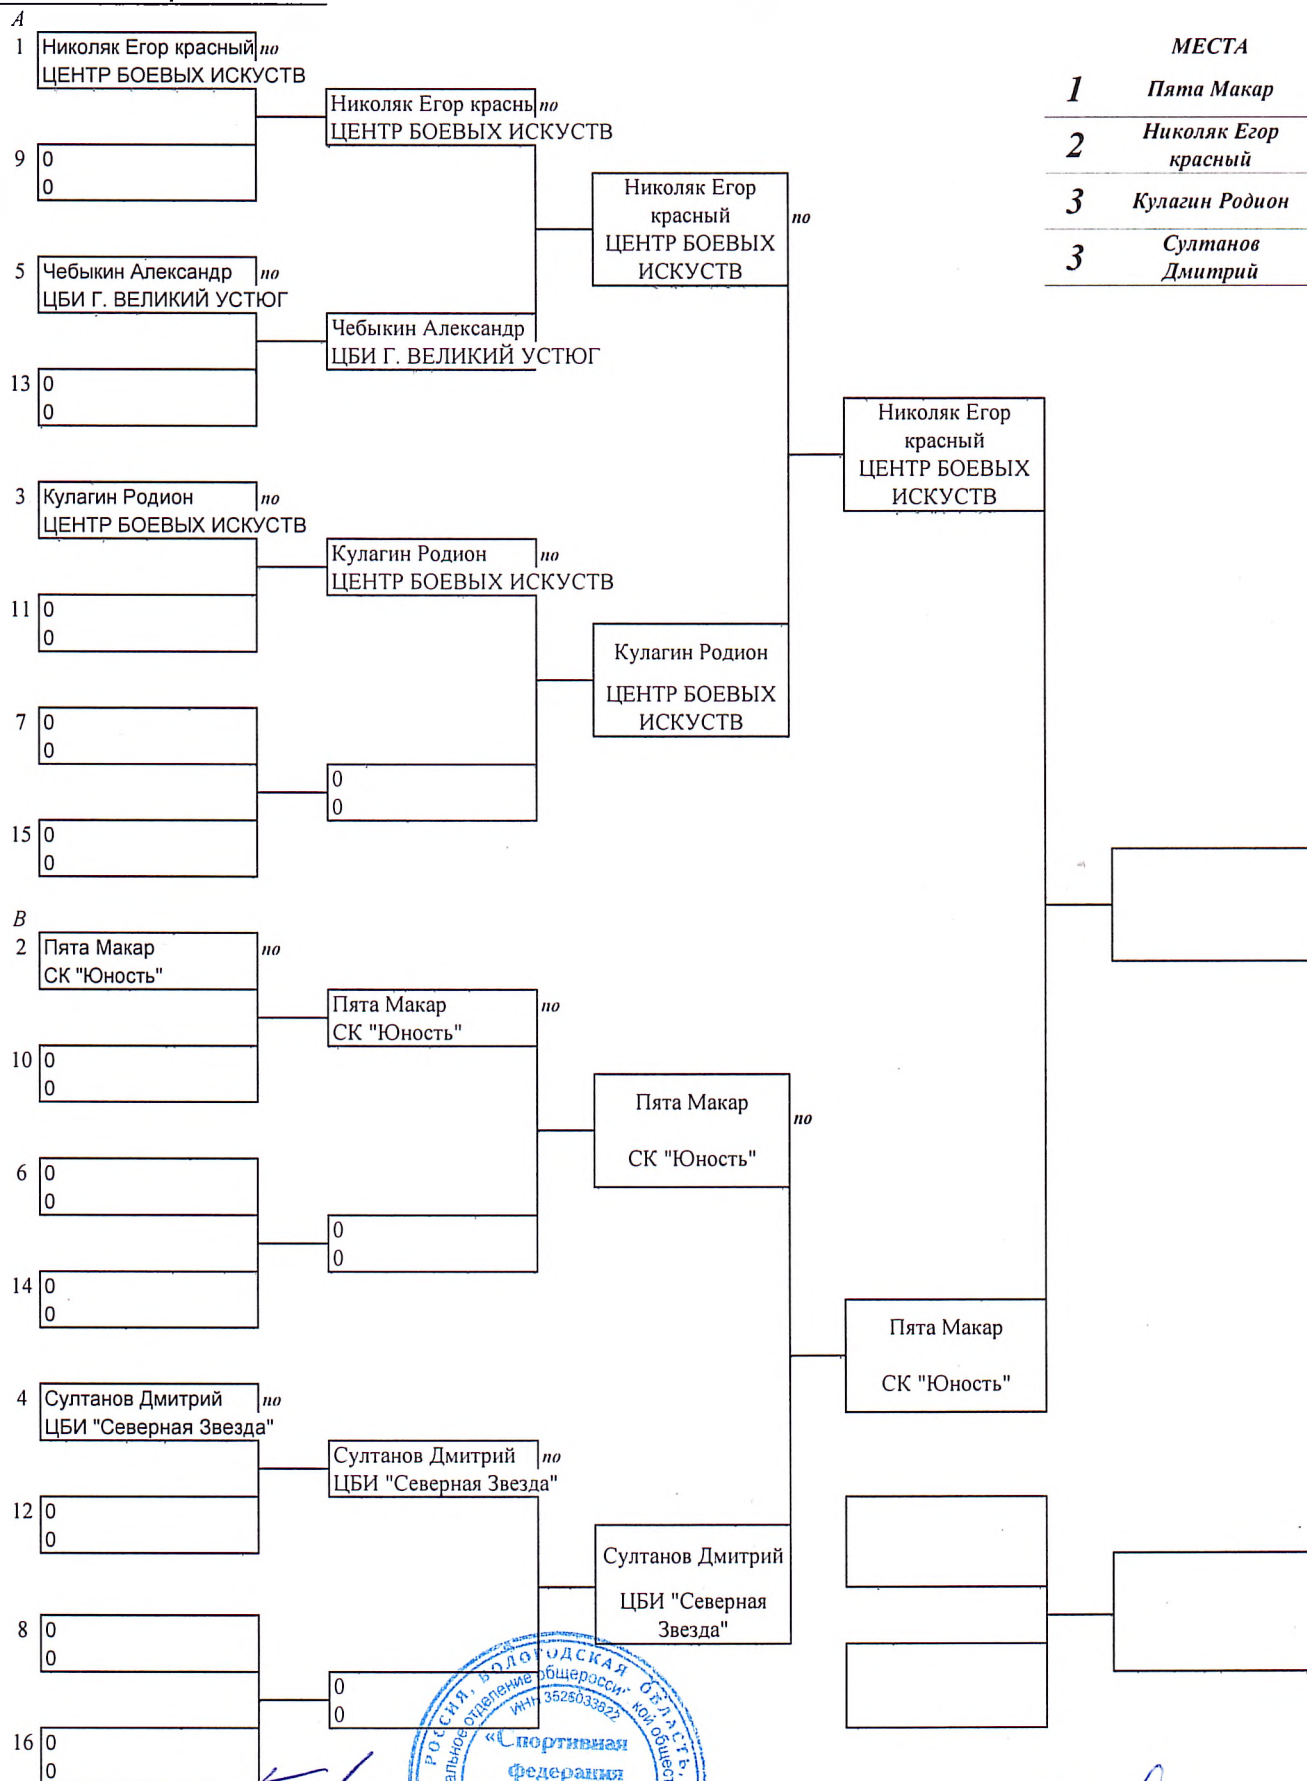 A
1 Николяк Егор красный по
ЦЕНТР БОЕВЫХ ИСКУСТВ
Николяк Егор краснь по
ЦЕНТР БОЕВЫХ ИСКУСТВ
9 0
0
Николяк Егор
красный
по
ЦЕНТР БОЕВЫХ
ИСКУСТВ
5 Чебыкин Александр по
ЦБИ Г. ВЕЛИКИЙ УСТЮГ
Чебыкин Александр
ЦБИ Г. ВЕЛИКИЙ УСТЮГ
13 0
0
МЕСТА
1 Пята Макар
2 Николяк Егор
красный
3 Кулагин Родион
3 Султанов
Дмитрий
Николяк Егор
красный
ЦЕНТР БОЕВЫХ
ИСКУСТВ
3 Кулагин Родион по
ЦЕНТР БОЕВЫХ ИСКУСТВ
Кулагин Родион по
ЦЕНТР БОЕВЫХ ИСКУСТВ
11 0
0
Кулагин Родион
ЦЕНТР БОЕВЫХ
ИСКУСТВ
7 0
0
0
0
15 0
0
B
2 Пята Макар по
СК "Юность"
Пята Макар по
СК "Юность"
10 0
0
Пята Макар
по
СК "Юность"
6 0
0
0
0
14 0
0
Пята Макар
СК "Юность"
4 Султанов Дмитрий по
ЦБИ "Северная Звезда"
Султанов Дмитрий по
ЦБИ "Северная Звезда"
12 0
0
Султанов Дмитрий
ЦБИ "Северная
Звезда"
8 0
0
0
0
16 0
0
РОССИЯ, ВОЛОГОДСКАЯ ОБЛАСТЬ,
отделение
ИНН 3525033822
«Спортивная
федерация